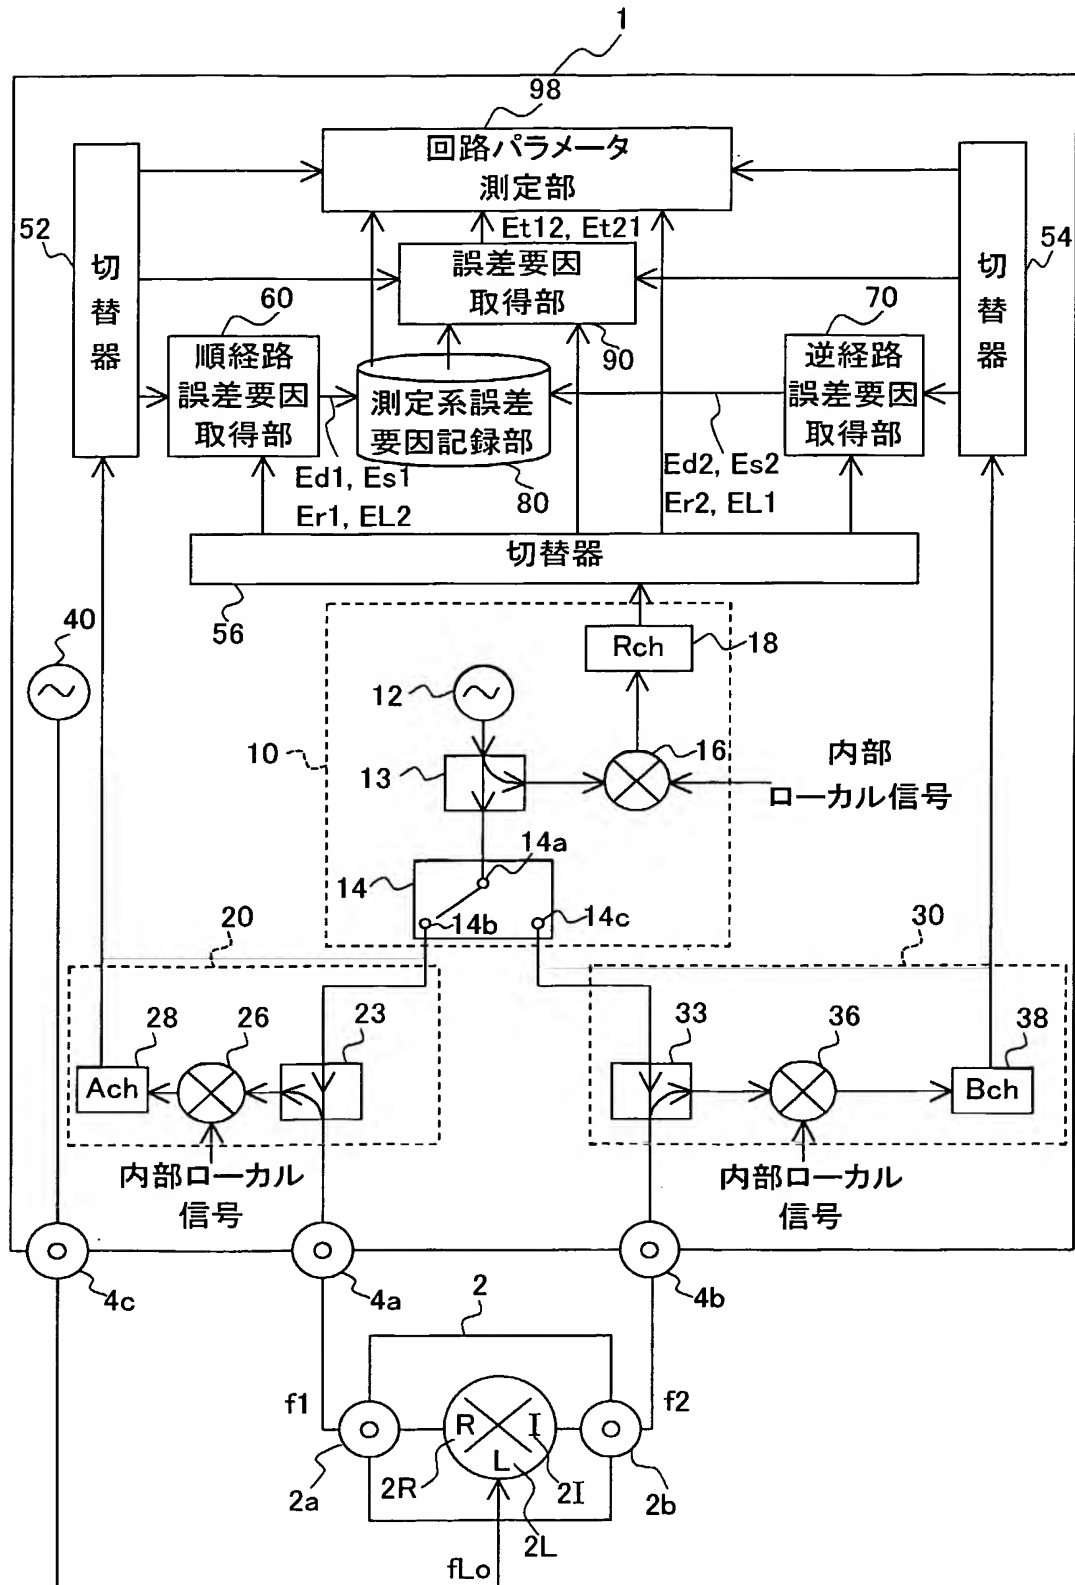 1
98
回路パラメータ
測定部
52
切替器
Et12, Et21
54
切替器
誤差要因
取得部
60
70
90
順経路
誤差要因
取得部
測定系誤差
要因記録部
逆経路
誤差要因
取得部
Ed1, Es1
Er1, EL2
80
Ed2, Es2
Er2, EL1
切替器
56
40
Rch
18
12
10
13
16
内部
ローカル信号
14a
14
14b
14c
20
30
28
26
23
33
36
38
Ach
Bch
内部ローカル
信号
内部ローカル
信号
4c
4a
4b
2
f1
f2
R
I
L
2a
2R
2I
2b
2L
fLo